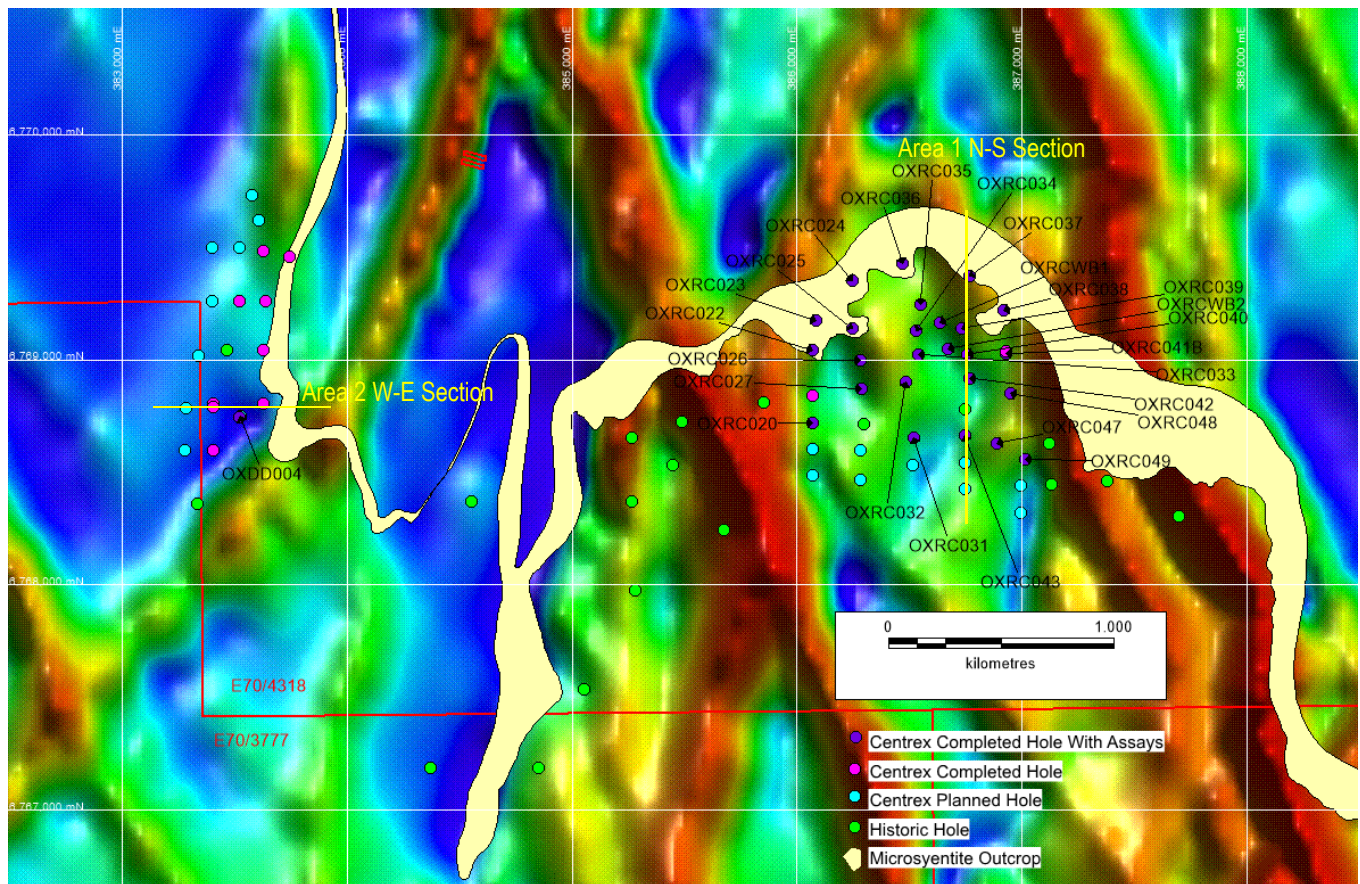 383,000 mE
385,000 mE
386,000 mE
387,000 mE
388,000 mE
6,770,000 mN
Area 1 N-S Section
OXRC035
OXRC034
OXRC036
OXRC037
OXRC024
OXRC025
OXRCWB1
OXRC023
OXRC038
OXRC039
OXRCWB2
OXRC022
OXRC040
OXRC041B
OXRC026
6,769,000 mN
OXRC033
OXRC027
Area 2 W-E Section
OXRC042
OXRC020
OXRC048
OXRC047
OXRC049
OXDD004
OXRC032
OXRC031
OXRC043
6,768,000 mN
0 1.000
kilometres
E70/4318
E70/3777
Centrex Completed Hole With Assays
Centrex Completed Hole
Centrex Planned Hole
6,767,000 mN
Historic Hole
Microsyentite Outcrop